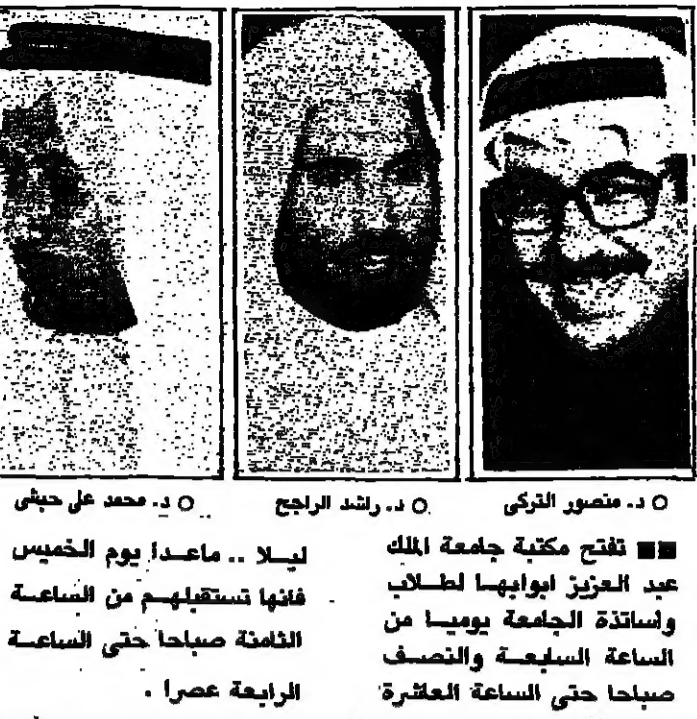 ○ د. منصور التركى
○ د. راشد الراجح
○ د. محمد على حبشى
■■ تفتح مكتبة جامعة الملك
عبد العزيز ابوابها لطلاب
واساتذة الجامعة يوميا من
الساعة السابعة والنصف
صباحا حتى الساعة العاشرة
ليلا .. ماعدا يوم الخميس
فانها تستقبلهم من الساعة
الثامنة صباحا حتى الساعة
الرابعة عصرا .